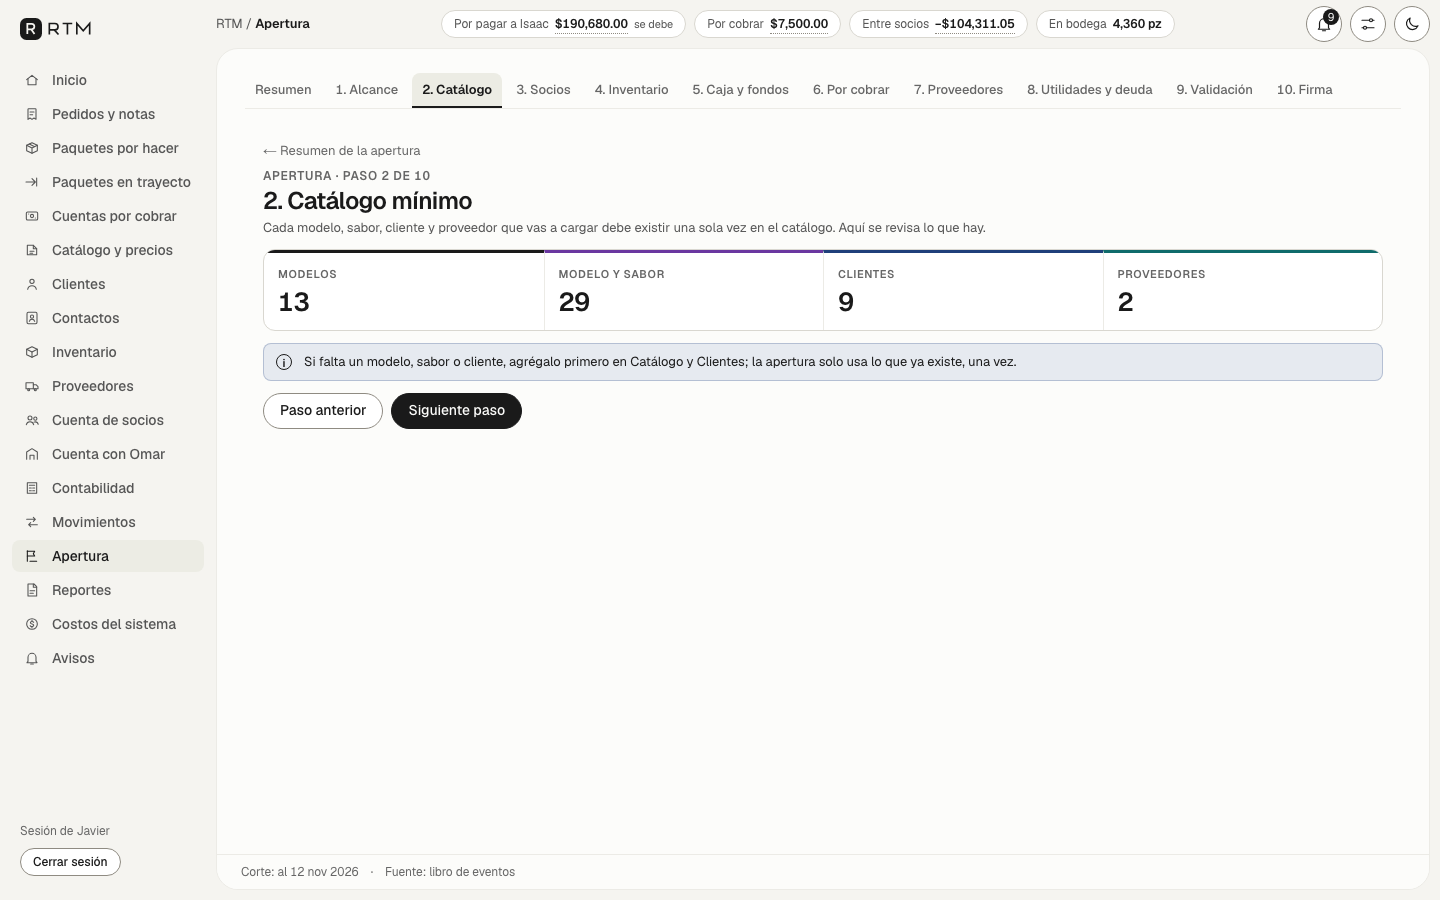 R RTM
RTM / Apertura
Por pagar a Isaac $190,680.00 se debe
Por cobrar $7,500.00
Entre socios −$104,311.05
En bodega 4,360 pz
9
Inicio
Pedidos y notas
Paquetes por hacer
Paquetes en trayecto
Cuentas por cobrar
Catálogo y precios
Clientes
Contactos
Inventario
Proveedores
Cuenta de socios
Cuenta con Omar
Contabilidad
Movimientos
Apertura
Reportes
Costos del sistema
Avisos
Sesión de Javier
Cerrar sesión
Resumen
1. Alcance
2. Catálogo
3. Socios
4. Inventario
5. Caja y fondos
6. Por cobrar
7. Proveedores
8. Utilidades y deuda
9. Validación
10. Firma
← Resumen de la apertura
APERTURA · PASO 2 DE 10
2. Catálogo mínimo
Cada modelo, sabor, cliente y proveedor que vas a cargar debe existir una sola vez en el catálogo. Aquí se revisa lo que hay.
MODELOS
13
MODELO Y SABOR
29
CLIENTES
9
PROVEEDORES
2
Si falta un modelo, sabor o cliente, agrégalo primero en Catálogo y Clientes; la apertura solo usa lo que ya existe, una vez.
Paso anterior
Siguiente paso
Corte: al 12 nov 2026 · Fuente: libro de eventos